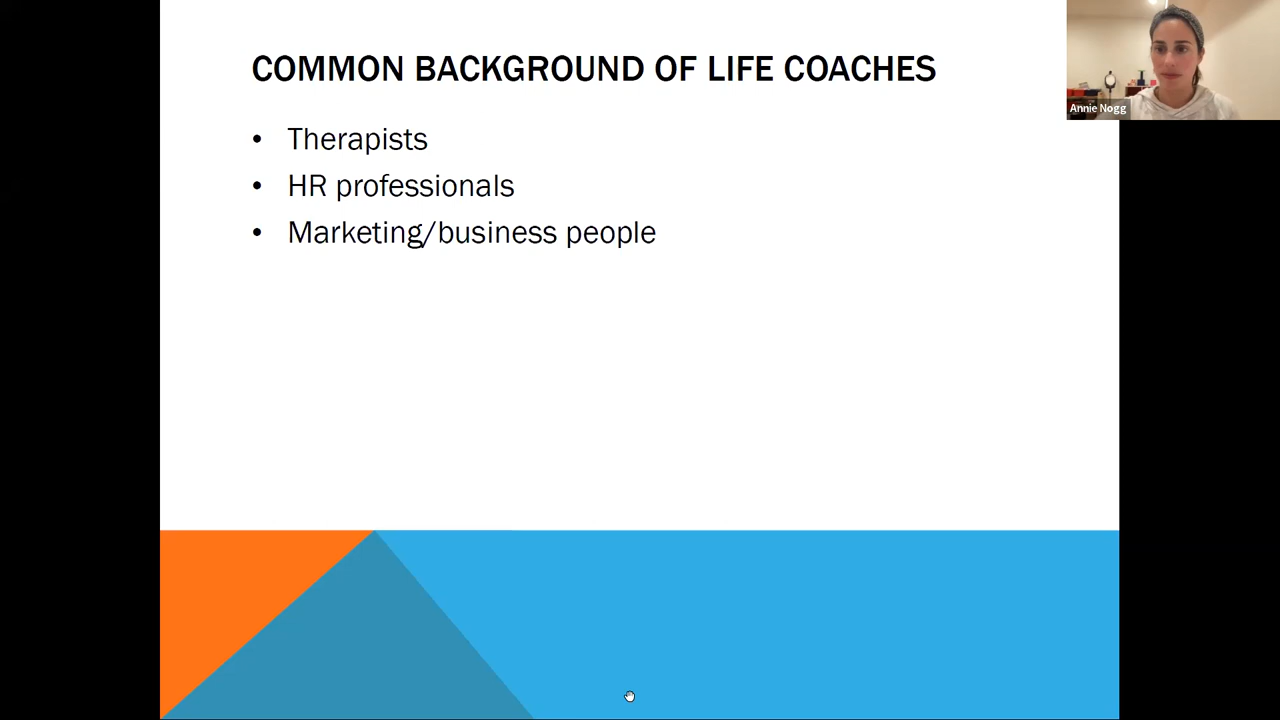 COMMON BACKGROUND OF LIFE COACHES
• Therapists
• HR professionals
• Marketing/business people
Annie Nogg